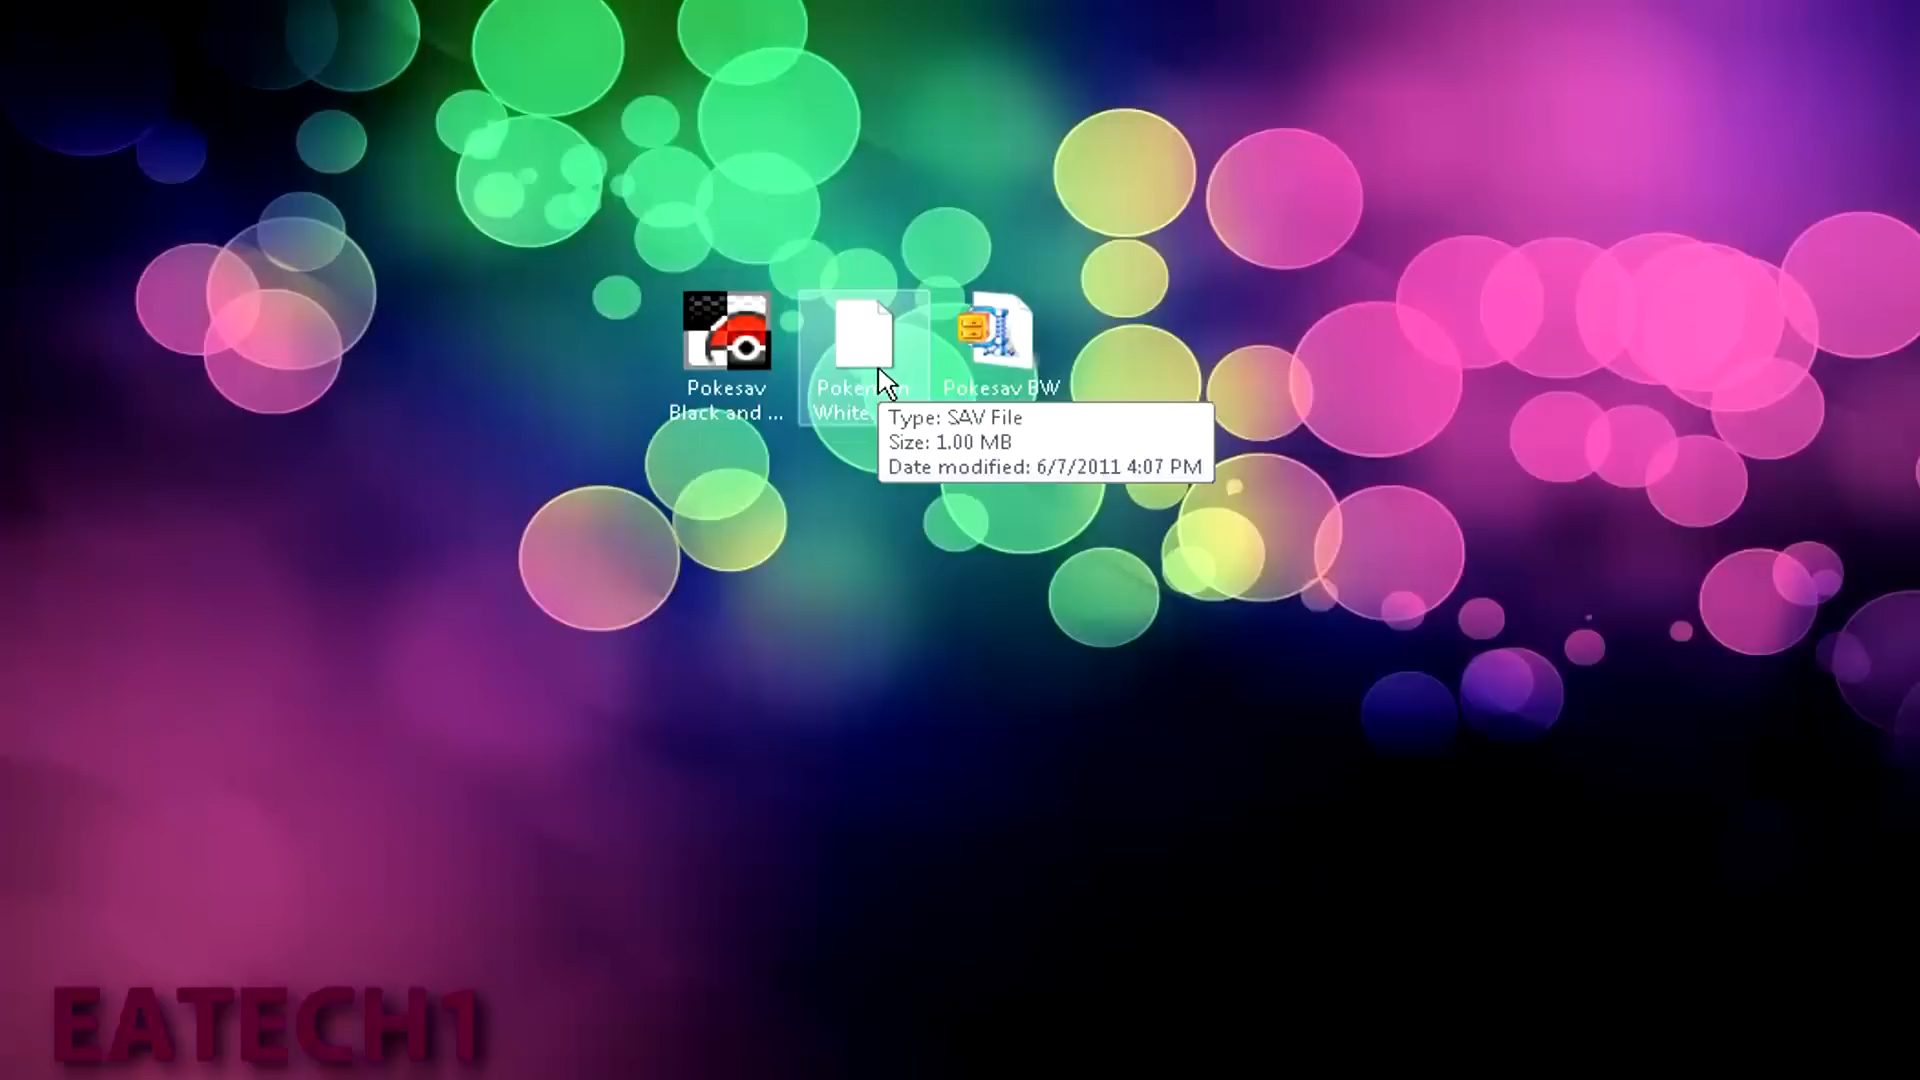 Pokesav
Black and ...
White
Pokesav BW
Type: SAV File
Size: 1.00 MB
Date modified: 6/7/2011 4:07 PM
EATECH1